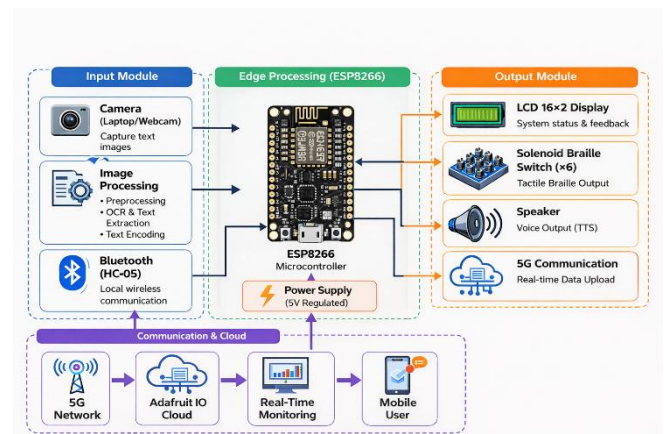 Input Module
Camera
(Laptop/Webcam)
Capture text
images
Image
Processing
• Preprocessing
• OCR & Text
Extraction
• Text Encoding
Bluetooth
(HC-05)
Local wireless
communication
Edge Processing (ESP8266)
ESP8266
Microcontroller
Power Supply
(5V Regulated)
Output Module
LCD 16×2 Display
System status & feedback
Solenoid Braille
Switch (×6)
Tactile Braille Output
Speaker
Voice Output (TTS)
5G Communication
Real-time Data Upload
Communication & Cloud
5G
Network
Adafruit IO
Cloud
Real-Time
Monitoring
Mobile
User